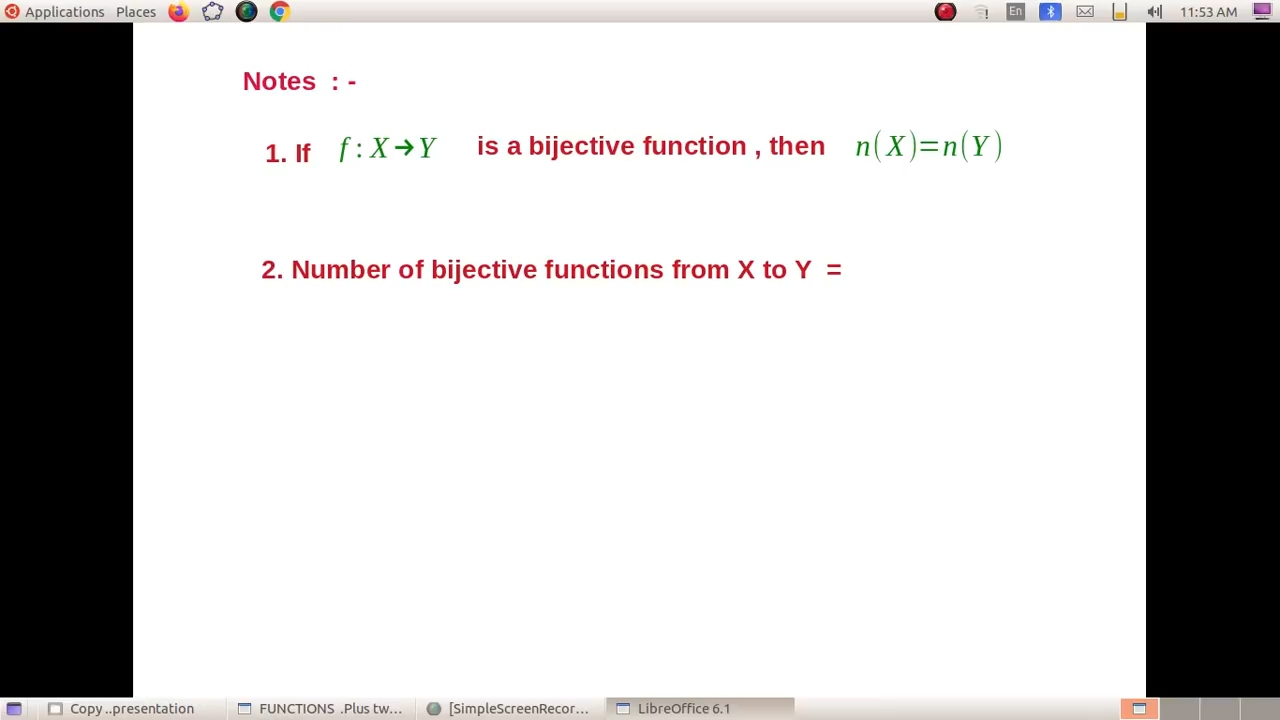 Applications Places En 11:53 AM
Notes : -
1. If f : X → Y is a bijective function , then n( X )=n(Y )
2. Number of bijective functions from X to Y =
Copy ..presentation FUNCTIONS .Plus tw... [SimpleScreenRecor... LibreOffice 6.1